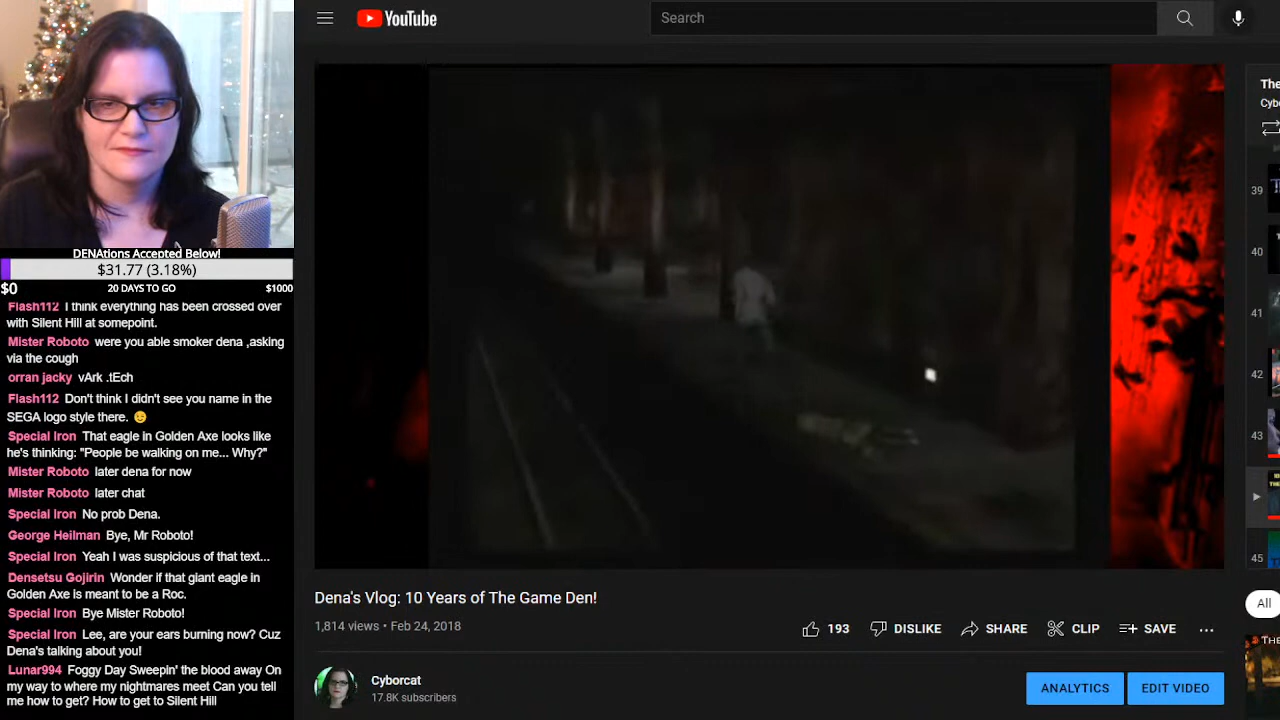 YouTube
Search
The
Cybo
39
40
41
42
43
45
DENAtions Accepted Below!
$31.77 (3.18%)
$0 20 DAYS TO GO $1000
Flash112 I think everything has been crossed over
with Silent Hill at somepoint.
Mister Roboto were you able smoker dena ,asking
via the cough
orran jacky vArk .tEch
Flash112 Don't think I didn't see you name in the
SEGA logo style there. 😉
Special Iron That eagle in Golden Axe looks like
he's thinking: "People be walking on me... Why?"
Mister Roboto later dena for now
Mister Roboto later chat
Special Iron No prob Dena.
George Heilman Bye, Mr Roboto!
Special Iron Yeah I was suspicious of that text...
Densetsu Gojirin Wonder if that giant eagle in
Golden Axe is meant to be a Roc.
Special Iron Bye Mister Roboto!
Special Iron Lee, are your ears burning now? Cuz
Dena's talking about you!
Lunar994 Foggy Day Sweepin' the blood away On
my way to where my nightmares meet Can you tell
me how to get? How to get to Silent Hill
Dena's Vlog: 10 Years of The Game Den!
1,814 views • Feb 24, 2018
193 DISLIKE SHARE CLIP SAVE ...
All
Cyborcat
17.8K subscribers
ANALYTICS EDIT VIDEO